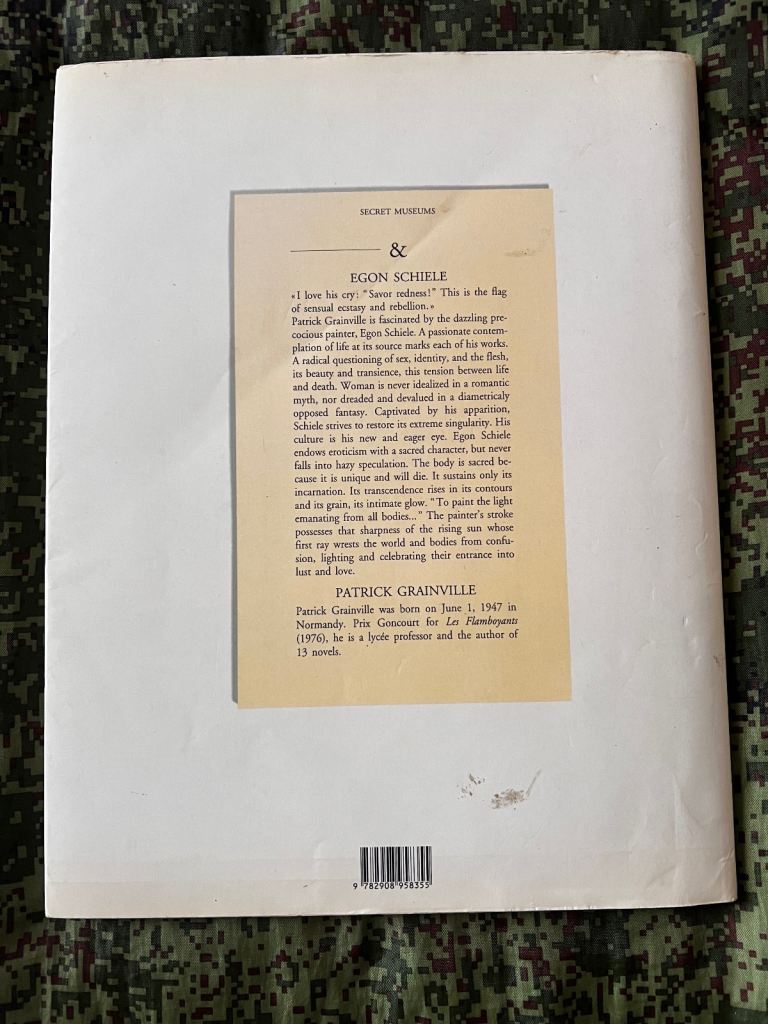 SECRET MUSEUMS
&
EGON SCHIELE
«I love his cry: "Savor redness!" This is the flag
of sensual ecstasy and rebellion.»
Patrick Grainville is fascinated by the dazzling pre-
cocious painter, Egon Schiele. A passionate contem-
plation of life at its source marks each of his works.
A radical questioning of sex, identity, and the flesh,
its beauty and transience, this tension between life
and death. Woman is never idealized in a romantic
myth, nor dreaded and devalued in a diametricaly
opposed fantasy. Captivated by his apparition,
Schiele strives to restore its extreme singularity. His
culture is his new and eager eye. Egon Schiele
endows eroticism with a sacred character, but never
falls into hazy speculation. The body is sacred be-
cause it is unique and will die. It sustains only its
incarnation. Its transcendence rises in its contours
and its grain, its intimate glow. "To paint the light
emanating from all bodies..." The painter's stroke
possesses that sharpness of the rising sun whose
first ray wrests the world and bodies from confu-
sion, lighting and celebrating their entrance into
lust and love.
PATRICK GRAINVILLE
Patrick Grainville was born on June 1, 1947 in
Normandy. Prix Goncourt for Les Flamboyants
(1976), he is a lycée professor and the author of
13 novels.
9 782908 958355